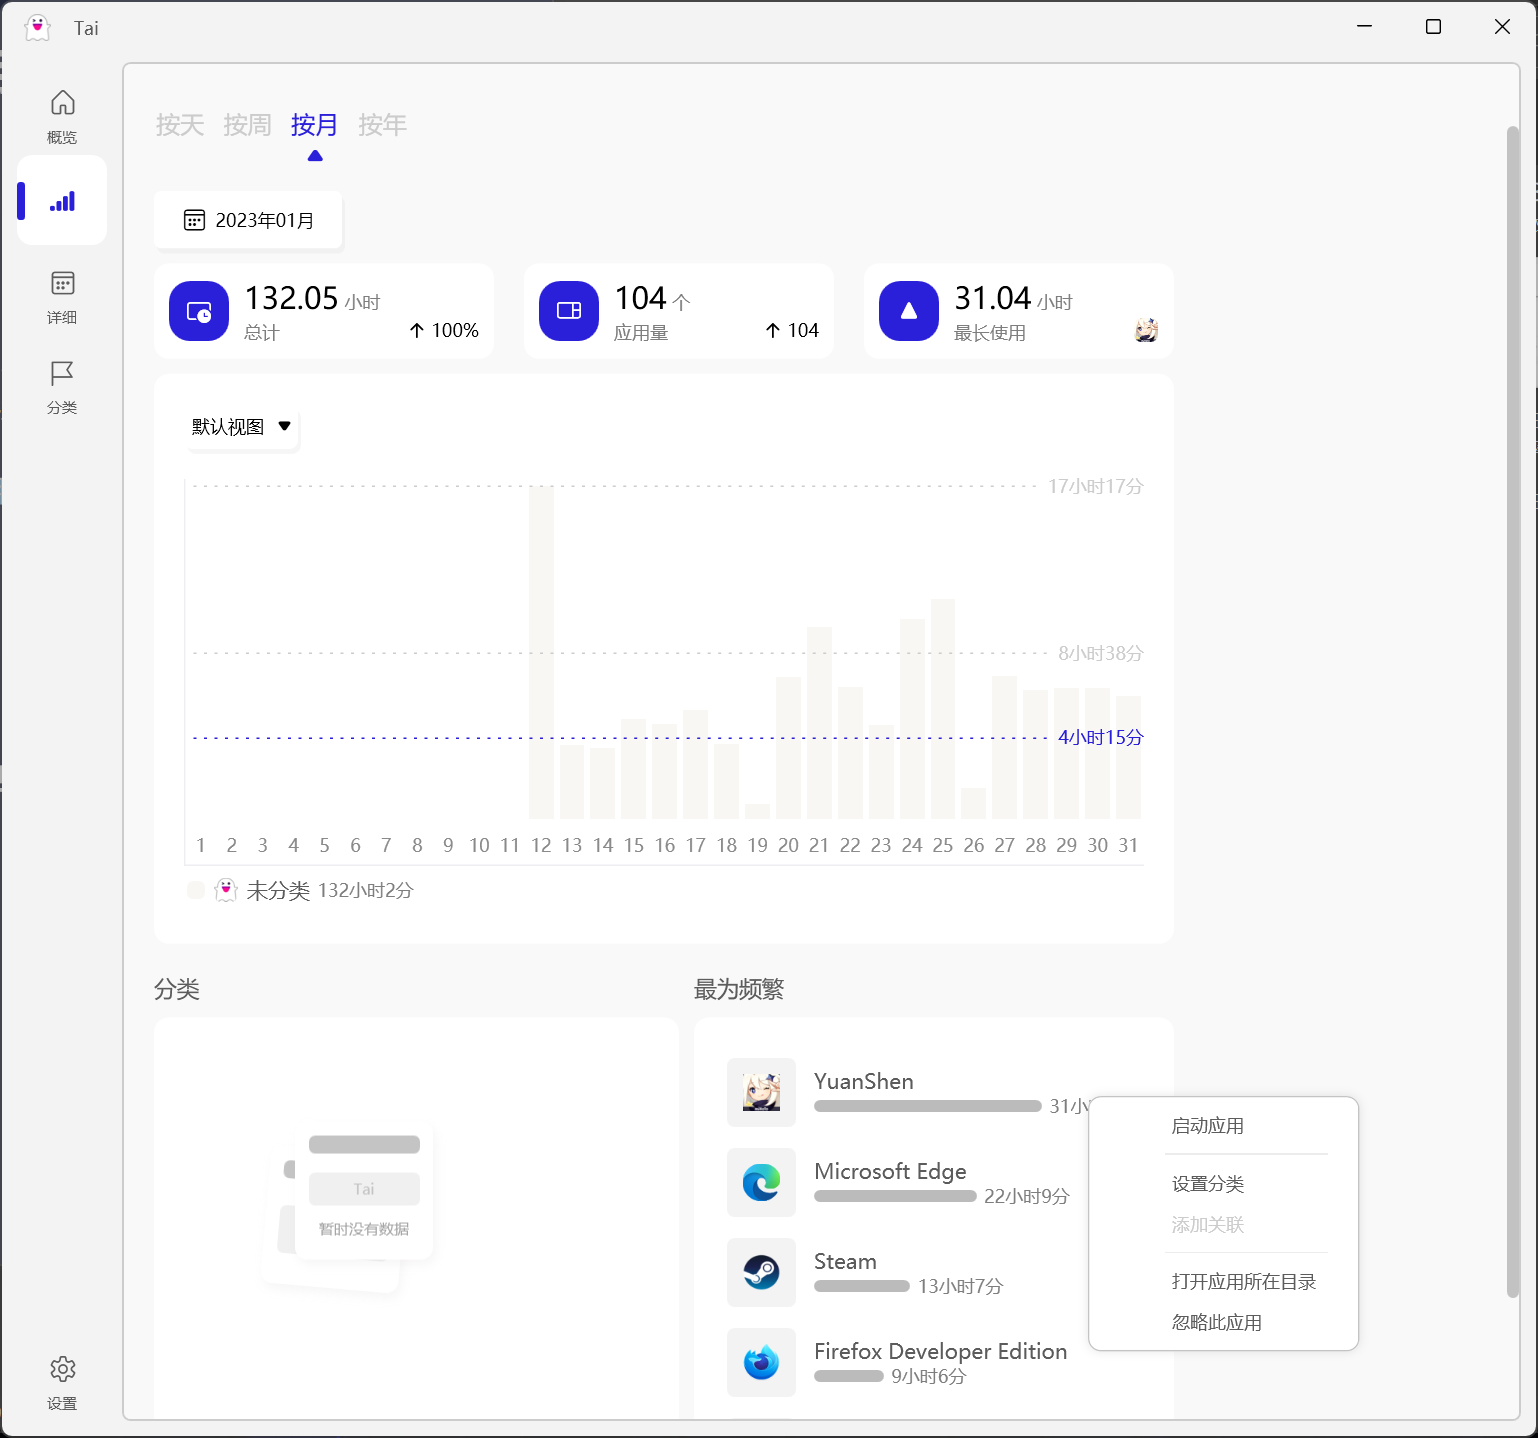 Tai
概览
详细
分类
设置
按天 按周 按月 按年
2023年01月
132.05 小时
总计
100%
104 个
应用量
104
31.04 小时
最长使用
默认视图
17小时17分
8小时38分
4小时15分
1 2 3 4 5 6 7 8 9 10 11 12 13 14 15 16 17 18 19 20 21 22 23 24 25 26 27 28 29 30 31
未分类 132小时2分
分类
Tai
暂时没有数据
最为频繁
YuanShen
31小
Microsoft Edge
22小时9分
Steam
13小时7分
Firefox Developer Edition
9小时6分
启动应用
设置分类
添加关联
打开应用所在目录
忽略此应用